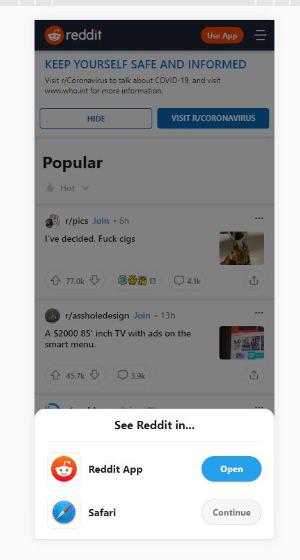 reddit
Use App
KEEP YOURSELF SAFE AND INFORMED
Visit r/Coronavirus to talk about COVID-19, and visit
www.who.int for more information.
HIDE
VISIT R/CORONAVIRUS
Popular
Hot
r/pics Join • 6h
I've decided. Fuck cigs
77.0k
13
4.1k
r/assholedesign Join • 13h
A $2000 85' inch TV with ads on the
smart menu.
45.7k
3.9k
See Reddit in...
Reddit App
Open
Safari
Continue